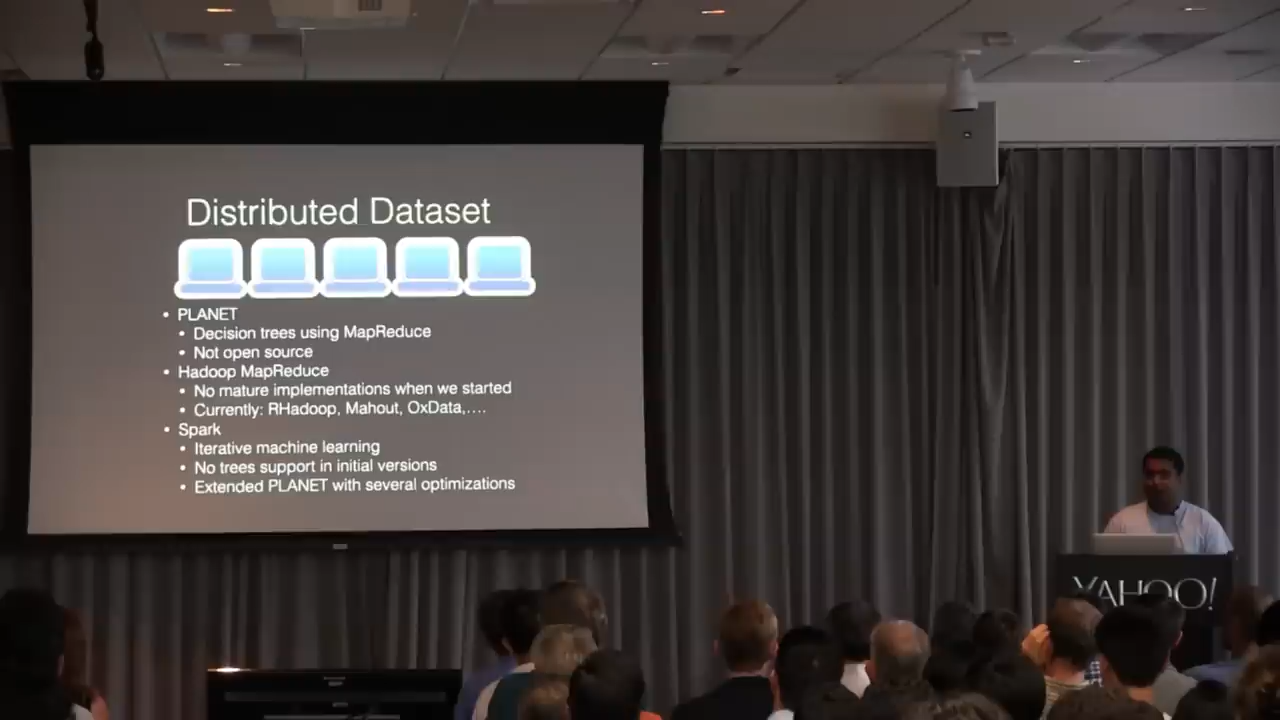 Distributed Dataset
• PLANET
• Decision trees using MapReduce
• Not open source
• Hadoop MapReduce
• No mature implementations when we started
• Currently: RHadoop, Mahout, OxData,....
• Spark
• Iterative machine learning
• No trees support in initial versions
• Extended PLANET with several optimizations
YAHOO!